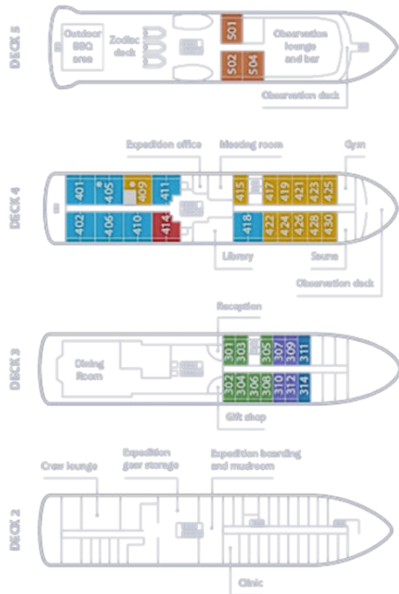 DECK 5
Outdoor
BBQ
area
Zodiac
deck
501
502
504
Observation
lounge
and bar
Observation deck
Expedition office
Meeting room
Gym
DECK 4
401
405
409
411
415
417
419
421
423
425
402
406
410
414
418
422
424
426
428
430
Library
Sauna
Observation deck
Reception
DECK 3
Dining
Room
301
303
305
307
309
311
302
304
306
308
310
312
314
Gift shop
Crew lounge
Expedition
gear storage
Expedition boarding
and mudroom
DECK 2
Clinic